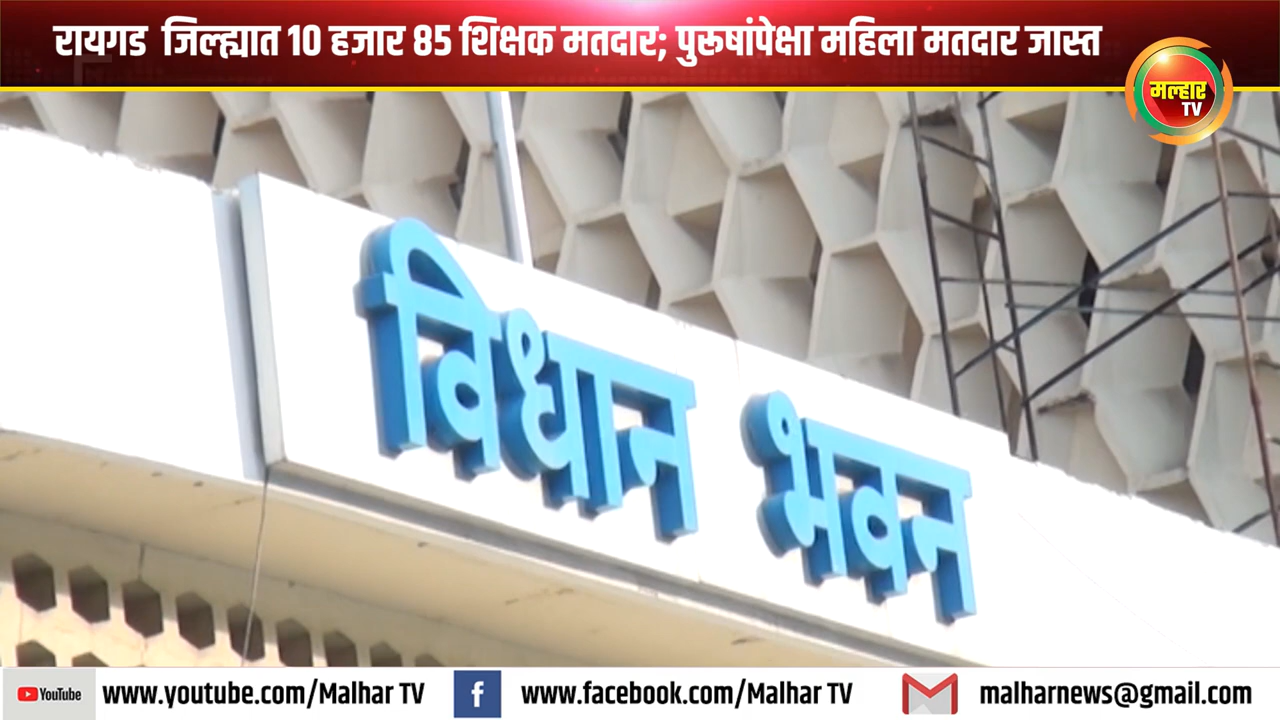 रायगड जिल्ह्यात 10 हजार 85 शिक्षक मतदार; पुरूषांपेक्षा महिला मतदार जास्त
मल्हार
TV
विधान भवन
YouTube www.youtube.com/Malhar TV f www.facebook.com/Malhar TV malharnews@gmail.com